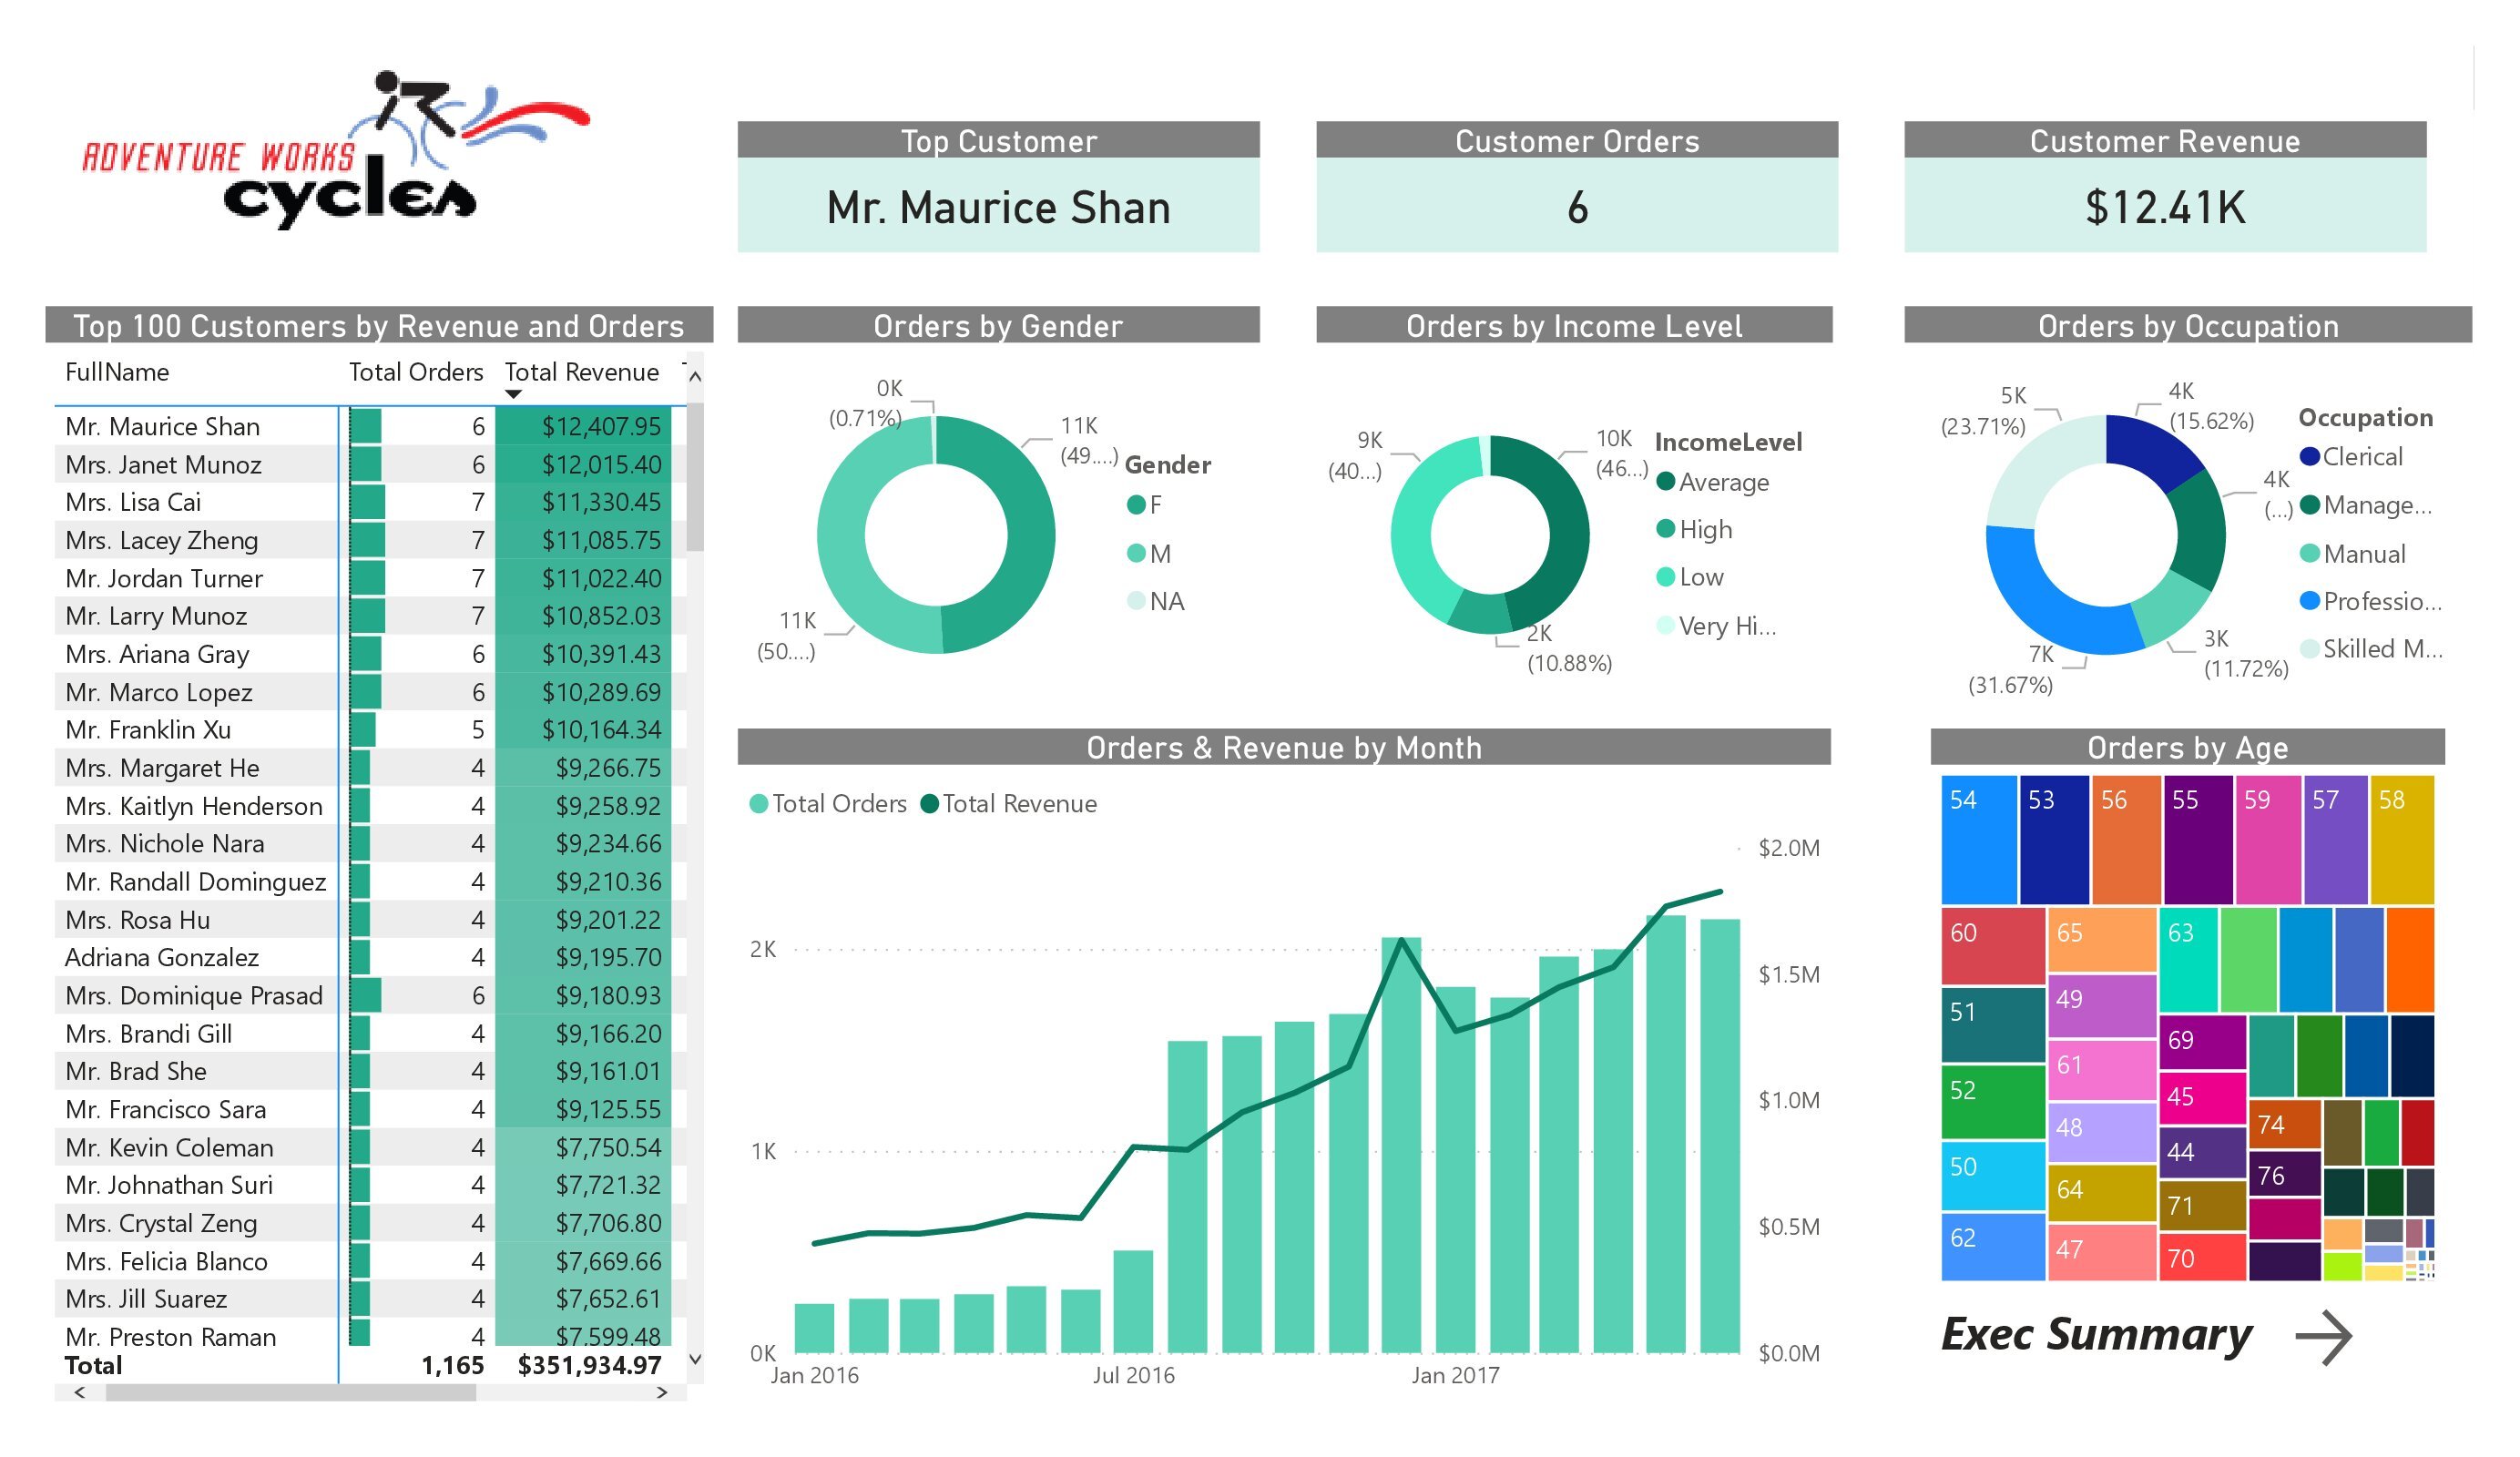 ADVENTURE WORKS
cycles
Top Customer
Mr. Maurice Shan
Customer Orders
6
Customer Revenue
$12.41K
Top 100 Customers by Revenue and Orders
FullName Total Orders Total Revenue
Mr. Maurice Shan 6 $12,407.95
Mrs. Janet Munoz 6 $12,015.40
Mrs. Lisa Cai 7 $11,330.45
Mrs. Lacey Zheng 7 $11,085.75
Mr. Jordan Turner 7 $11,022.40
Mr. Larry Munoz 7 $10,852.03
Mrs. Ariana Gray 6 $10,391.43
Mr. Marco Lopez 6 $10,289.69
Mr. Franklin Xu 5 $10,164.34
Mrs. Margaret He 4 $9,266.75
Mrs. Kaitlyn Henderson 4 $9,258.92
Mrs. Nichole Nara 4 $9,234.66
Mr. Randall Dominguez 4 $9,210.36
Mrs. Rosa Hu 4 $9,201.22
Adriana Gonzalez 4 $9,195.70
Mrs. Dominique Prasad 6 $9,180.93
Mrs. Brandi Gill 4 $9,166.20
Mr. Brad She 4 $9,161.01
Mr. Francisco Sara 4 $9,125.55
Mr. Kevin Coleman 4 $7,750.54
Mr. Johnathan Suri 4 $7,721.32
Mrs. Crystal Zeng 4 $7,706.80
Mrs. Felicia Blanco 4 $7,669.66
Mrs. Jill Suarez 4 $7,652.61
Mr. Preston Raman 4 $7,599.48
Total 1,165 $351,934.97
Orders by Gender
0K
(0.71%)
11K
(49....)
11K
(50....)
Gender
F
M
NA
Orders by Income Level
9K
(40...)
10K
(46...)
2K
(10.88%)
IncomeLevel
Average
High
Low
Very Hi...
Orders by Occupation
5K
(23.71%)
4K
(15.62%)
4K
(...)
3K
(11.72%)
7K
(31.67%)
Occupation
Clerical
Manage...
Manual
Professio...
Skilled M...
Orders & Revenue by Month
Total Orders Total Revenue
$2.0M
2K
$1.5M
1K
$1.0M
$0.5M
0K
$0.0M
Jan 2016 Jul 2016 Jan 2017
Orders by Age
54 53 56 55 59 57 58
60 65 63
51 49 69
52 61 45
50 48 44 74
62 64 71 76
47 70
Exec Summary